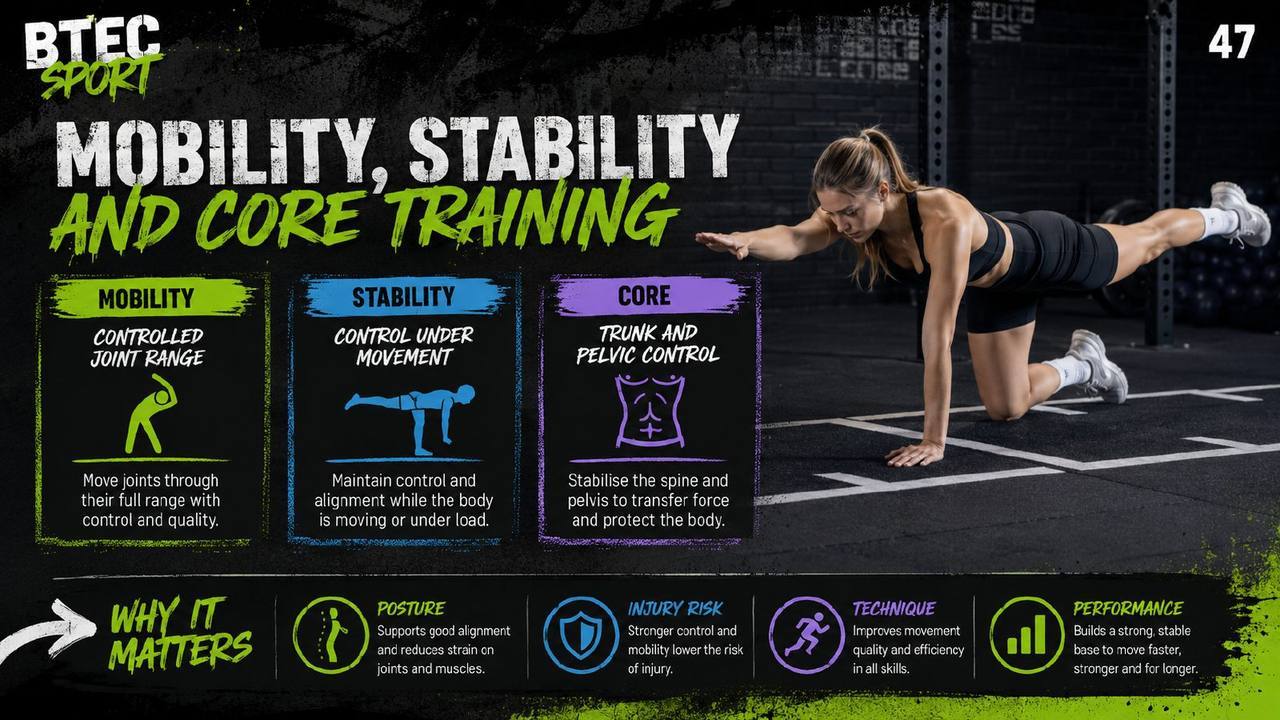 BTEC
SPORT
47
MOBILITY, STABILITY
AND CORE TRAINING
MOBILITY
CONTROLLED
JOINT RANGE
Move joints through
their full range with
control and quality.
STABILITY
CONTROL UNDER
MOVEMENT
Maintain control and
alignment while the body
is moving or under load.
CORE
TRUNK AND
PELVIC CONTROL
Stabilise the spine and
pelvis to transfer force
and protect the body.
WHY IT
MATTERS
POSTURE
Supports good alignment
and reduces strain on
joints and muscles.
INJURY RISK
Stronger control and
mobility lower the risk
of injury.
TECHNIQUE
Improves movement
quality and efficiency
in all skills.
PERFORMANCE
Builds a strong, stable
base to move faster,
stronger and for longer.